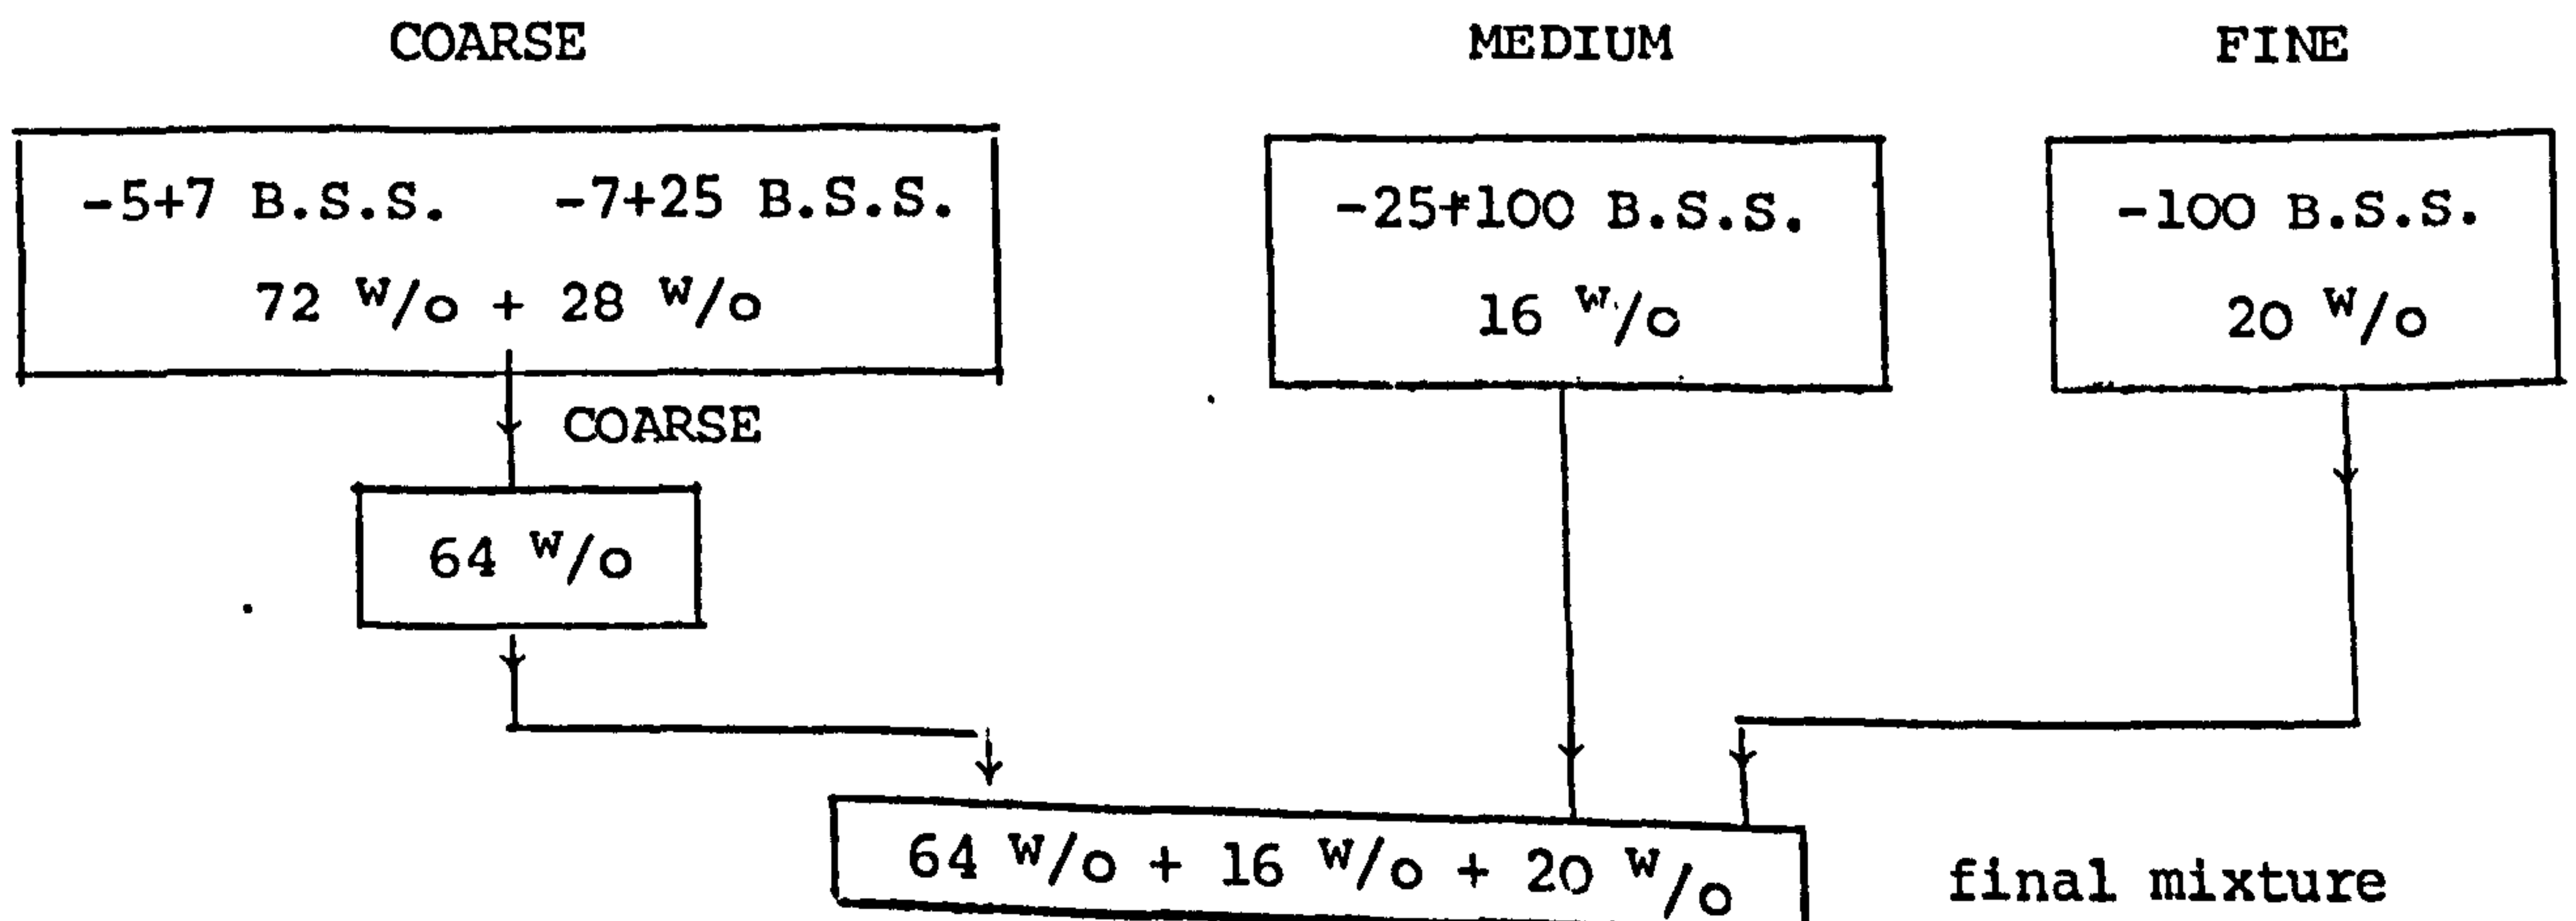 COARSE MEDIUM FINE
-5+7 B.S.S. -7+25 B.S.S.
72 w/o + 28 w/o
-25+100 B.S.S.
16 w/o
-100 B.S.S.
20 w/o
COARSE
64 w/o
64 w/o + 16 w/o + 20 w/o
final mixture